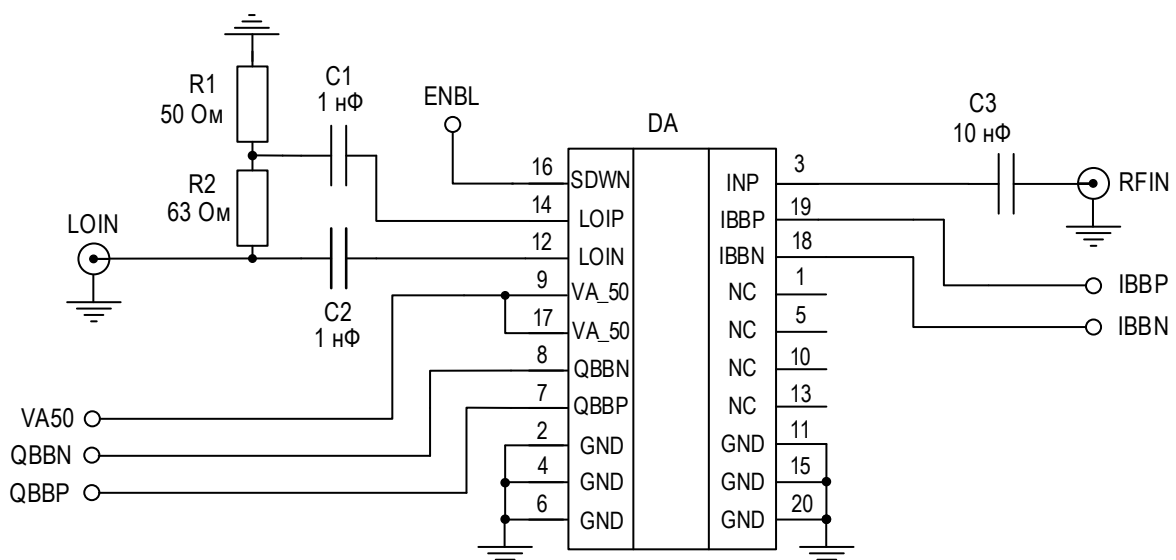 R1
50 Ом
C1
1 нФ
ENBL
DA
C3
10 нФ
R2
63 Ом
LOIN
C2
1 нФ
16 SDWN
14 LOIP
12 LOIN
9 VA_50
17 VA_50
8 QBBN
7 QBBP
2 GND
4 GND
6 GND
INP 3
IBBP 19
IBBN 18
NC 1
NC 5
NC 10
NC 13
GND 11
GND 15
GND 20
RFIN
IBBP
IBBN
VA50
QBBN
QBBP